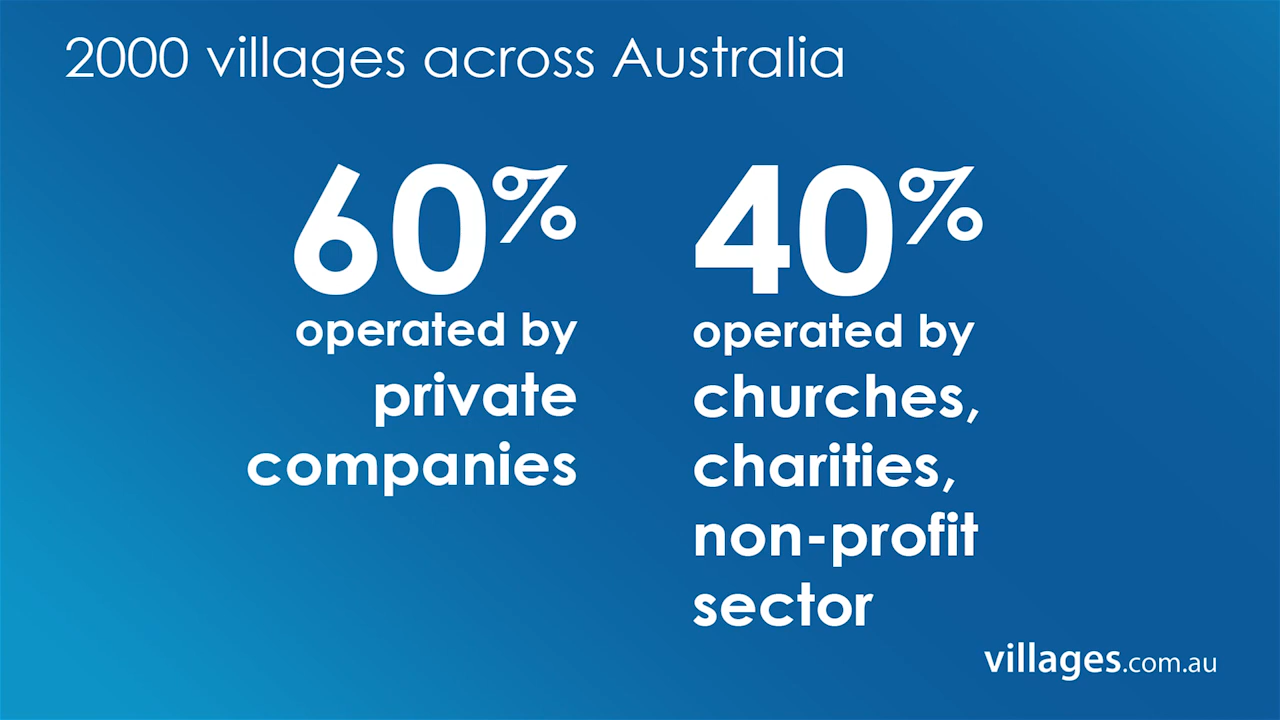 2000 villages across Australia
60%
operated by
private
companies
40%
operated by
churches,
charities,
non-profit
sector
villages.com.au